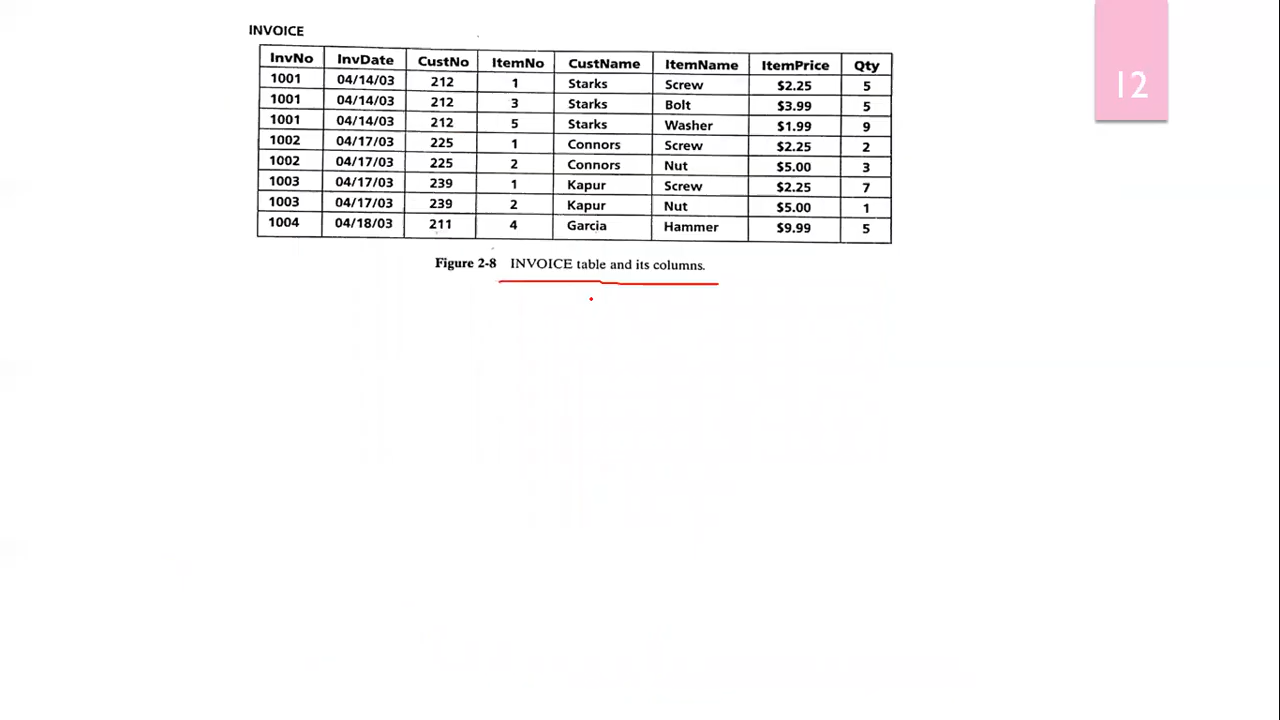 INVOICE
InvNo InvDate CustNo ItemNo CustName ItemName ItemPrice Qty
1001 04/14/03 212 1 Starks Screw $2.25 5
1001 04/14/03 212 3 Starks Bolt $3.99 5
1001 04/14/03 212 5 Starks Washer $1.99 9
1002 04/17/03 225 1 Connors Screw $2.25 2
1002 04/17/03 225 2 Connors Nut $5.00 3
1003 04/17/03 239 1 Kapur Screw $2.25 7
1003 04/17/03 239 2 Kapur Nut $5.00 1
1004 04/18/03 211 4 Garcia Hammer $9.99 5
Figure 2-8 INVOICE table and its columns.
12